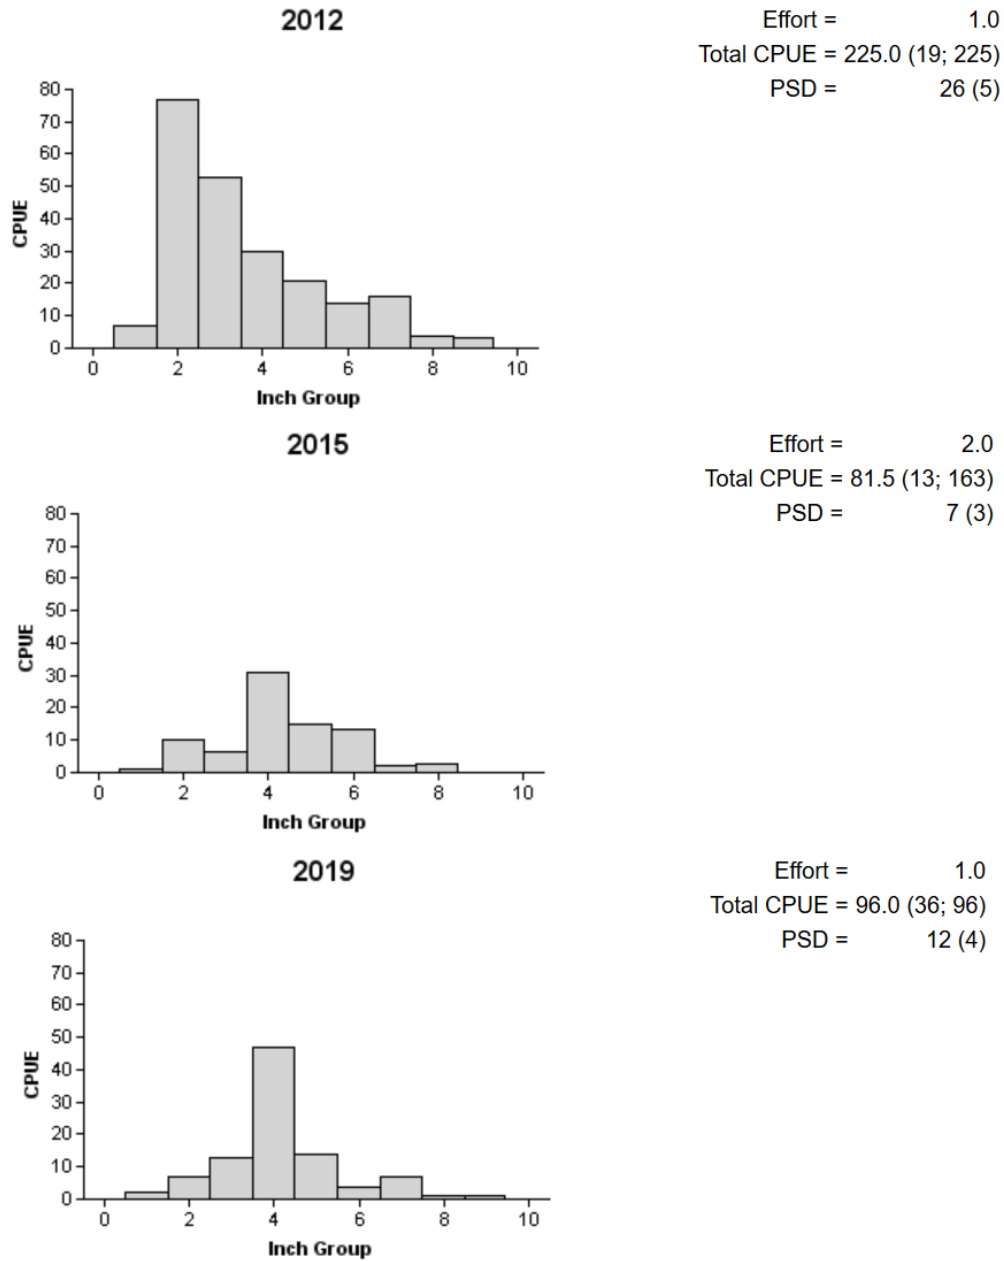 2012
Effort = 1.0
Total CPUE = 225.0 (19; 225)
PSD = 26 (5)
80
70
60
50
40
30
20
10
0
CPUE
0 2 4 6 8 10
Inch Group
2015
Effort = 2.0
Total CPUE = 81.5 (13; 163)
PSD = 7 (3)
80
70
60
50
40
30
20
10
0
CPUE
0 2 4 6 8 10
Inch Group
2019
Effort = 1.0
Total CPUE = 96.0 (36; 96)
PSD = 12 (4)
80
70
60
50
40
30
20
10
0
CPUE
0 2 4 6 8 10
Inch Group